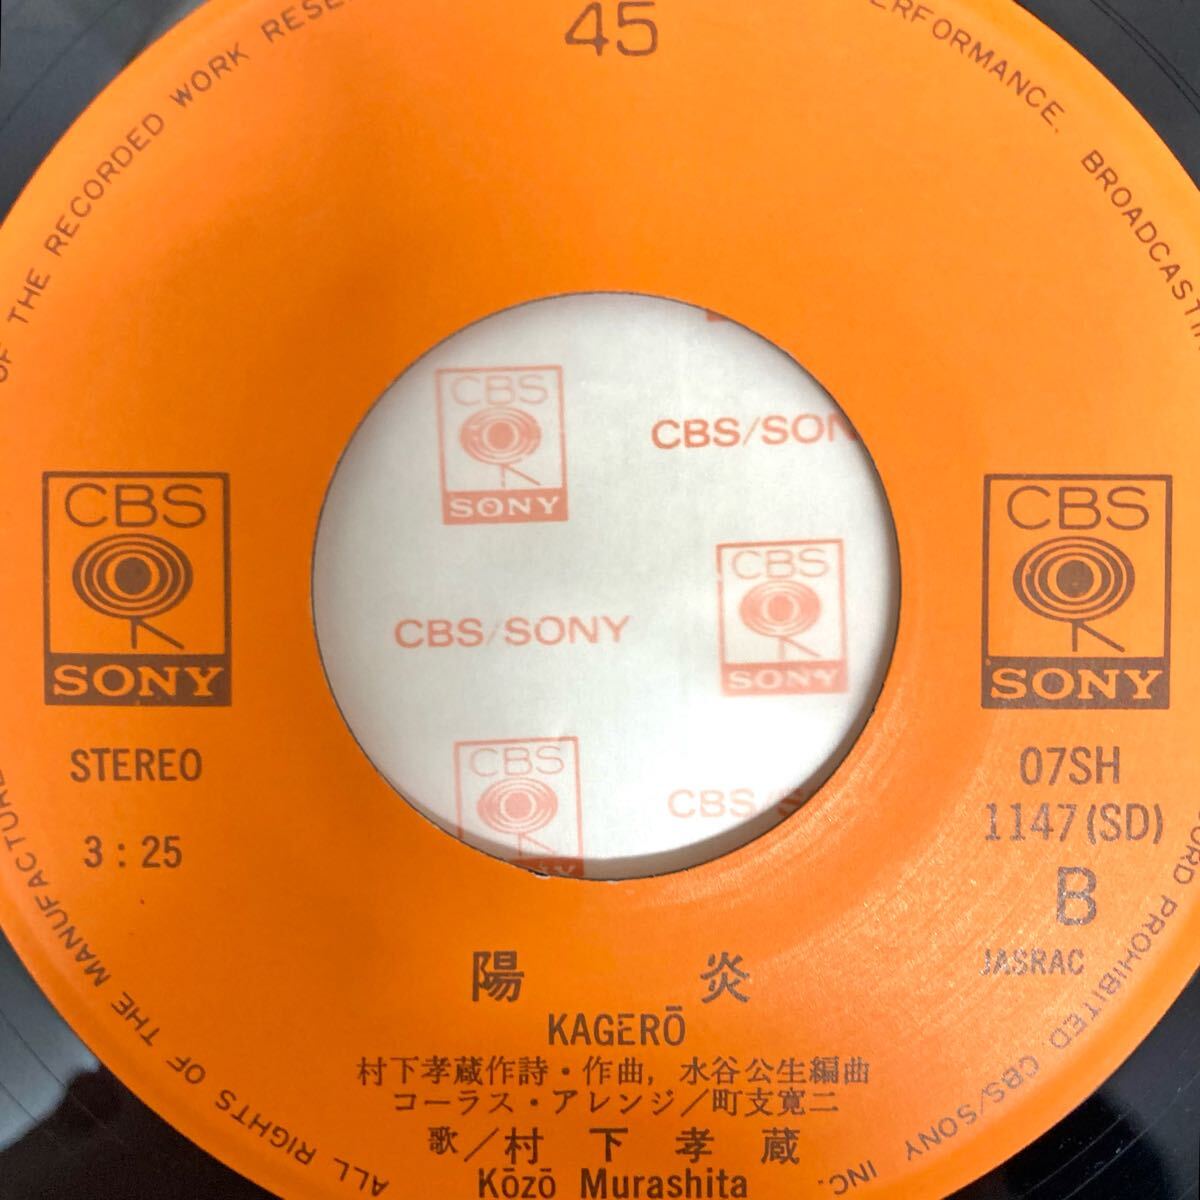 45
OF THE RECORDED WORK RESE
ERFORMANCE. BROADCASTIN
CBS
SONY
CBS
SONY
CBS
SONY
CBS/SON
CBS
SONY
CBS/SONY
CBS
SONY
CBS/S
STEREO
3:25
07SH
1147(SD)
B
JASRAC
陽 炎
KAGERŌ
村下孝蔵作詩・作曲, 水谷公生編曲
コーラス・アレンジ/町支寛二
歌/村下孝蔵
Kōzō Murashita
ALL RIGHTS OF THE MANUFACTURE
ORD PROHIBITED CBS/SONY INC.